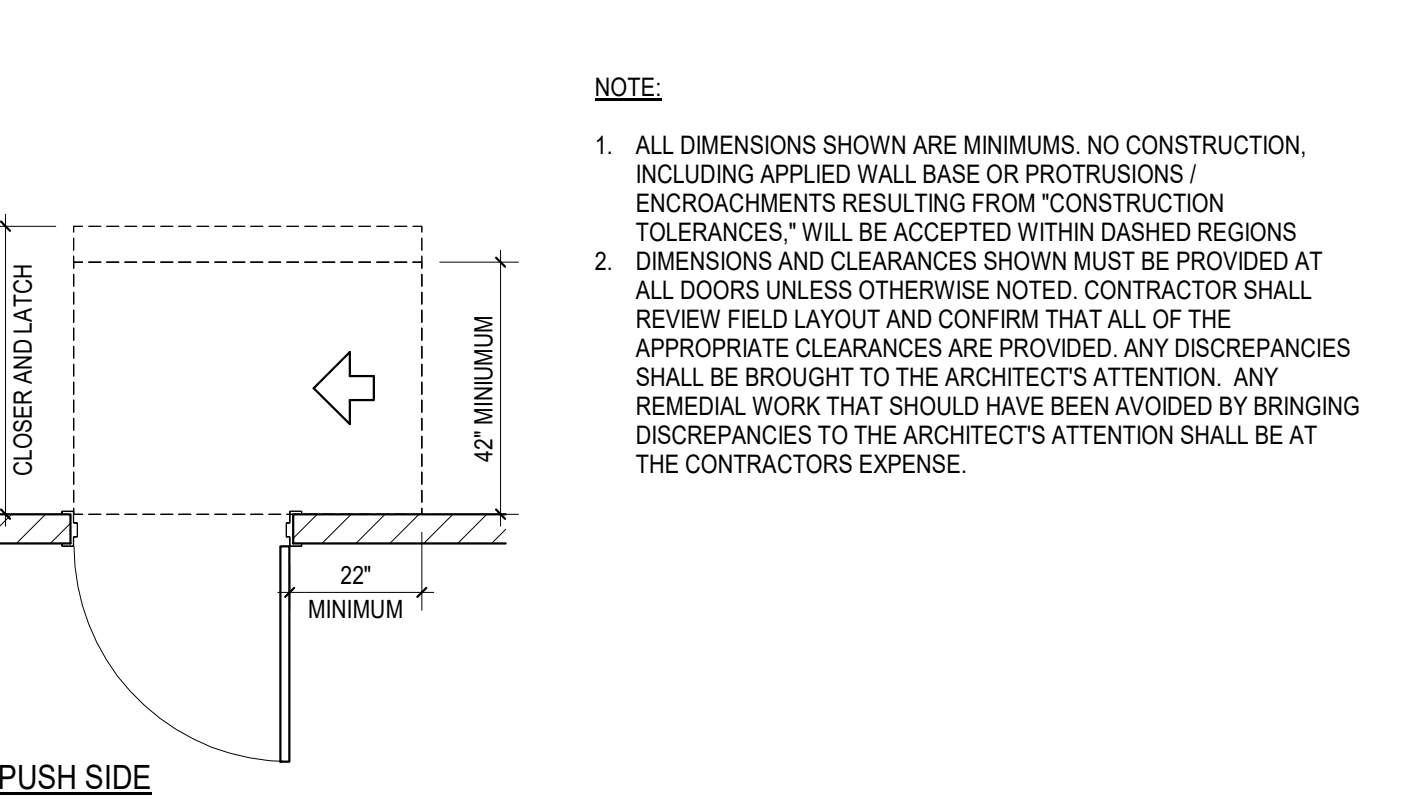 NOTE:
1. ALL DIMENSIONS SHOWN ARE MINIMUMS. NO CONSTRUCTION,
INCLUDING APPLIED WALL BASE OR PROTRUSIONS /
ENCROACHMENTS RESULTING FROM "CONSTRUCTION
TOLERANCES," WILL BE ACCEPTED WITHIN DASHED REGIONS
2. DIMENSIONS AND CLEARANCES SHOWN MUST BE PROVIDED AT
ALL DOORS UNLESS OTHERWISE NOTED. CONTRACTOR SHALL
REVIEW FIELD LAYOUT AND CONFIRM THAT ALL OF THE
APPROPRIATE CLEARANCES ARE PROVIDED. ANY DISCREPANCIES
SHALL BE BROUGHT TO THE ARCHITECT'S ATTENTION. ANY
REMEDIAL WORK THAT SHOULD HAVE BEEN AVOIDED BY BRINGING
DISCREPANCIES TO THE ARCHITECT'S ATTENTION SHALL BE AT
THE CONTRACTORS EXPENSE.
CLOSER AND LATCH
42" MINIUMUM
22"
MINIMUM
PUSH SIDE